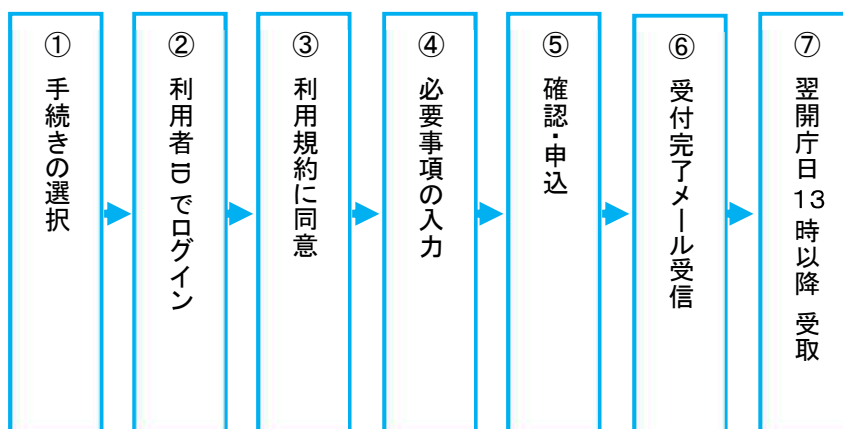 ① 手続きの選択
② 利用者 ID でログイン
③ 利用規約に同意
④ 必要事項の入力
⑤ 確認・申込
⑥ 受付完了メール受信
⑦ 翌開庁日 13 時以降 受取